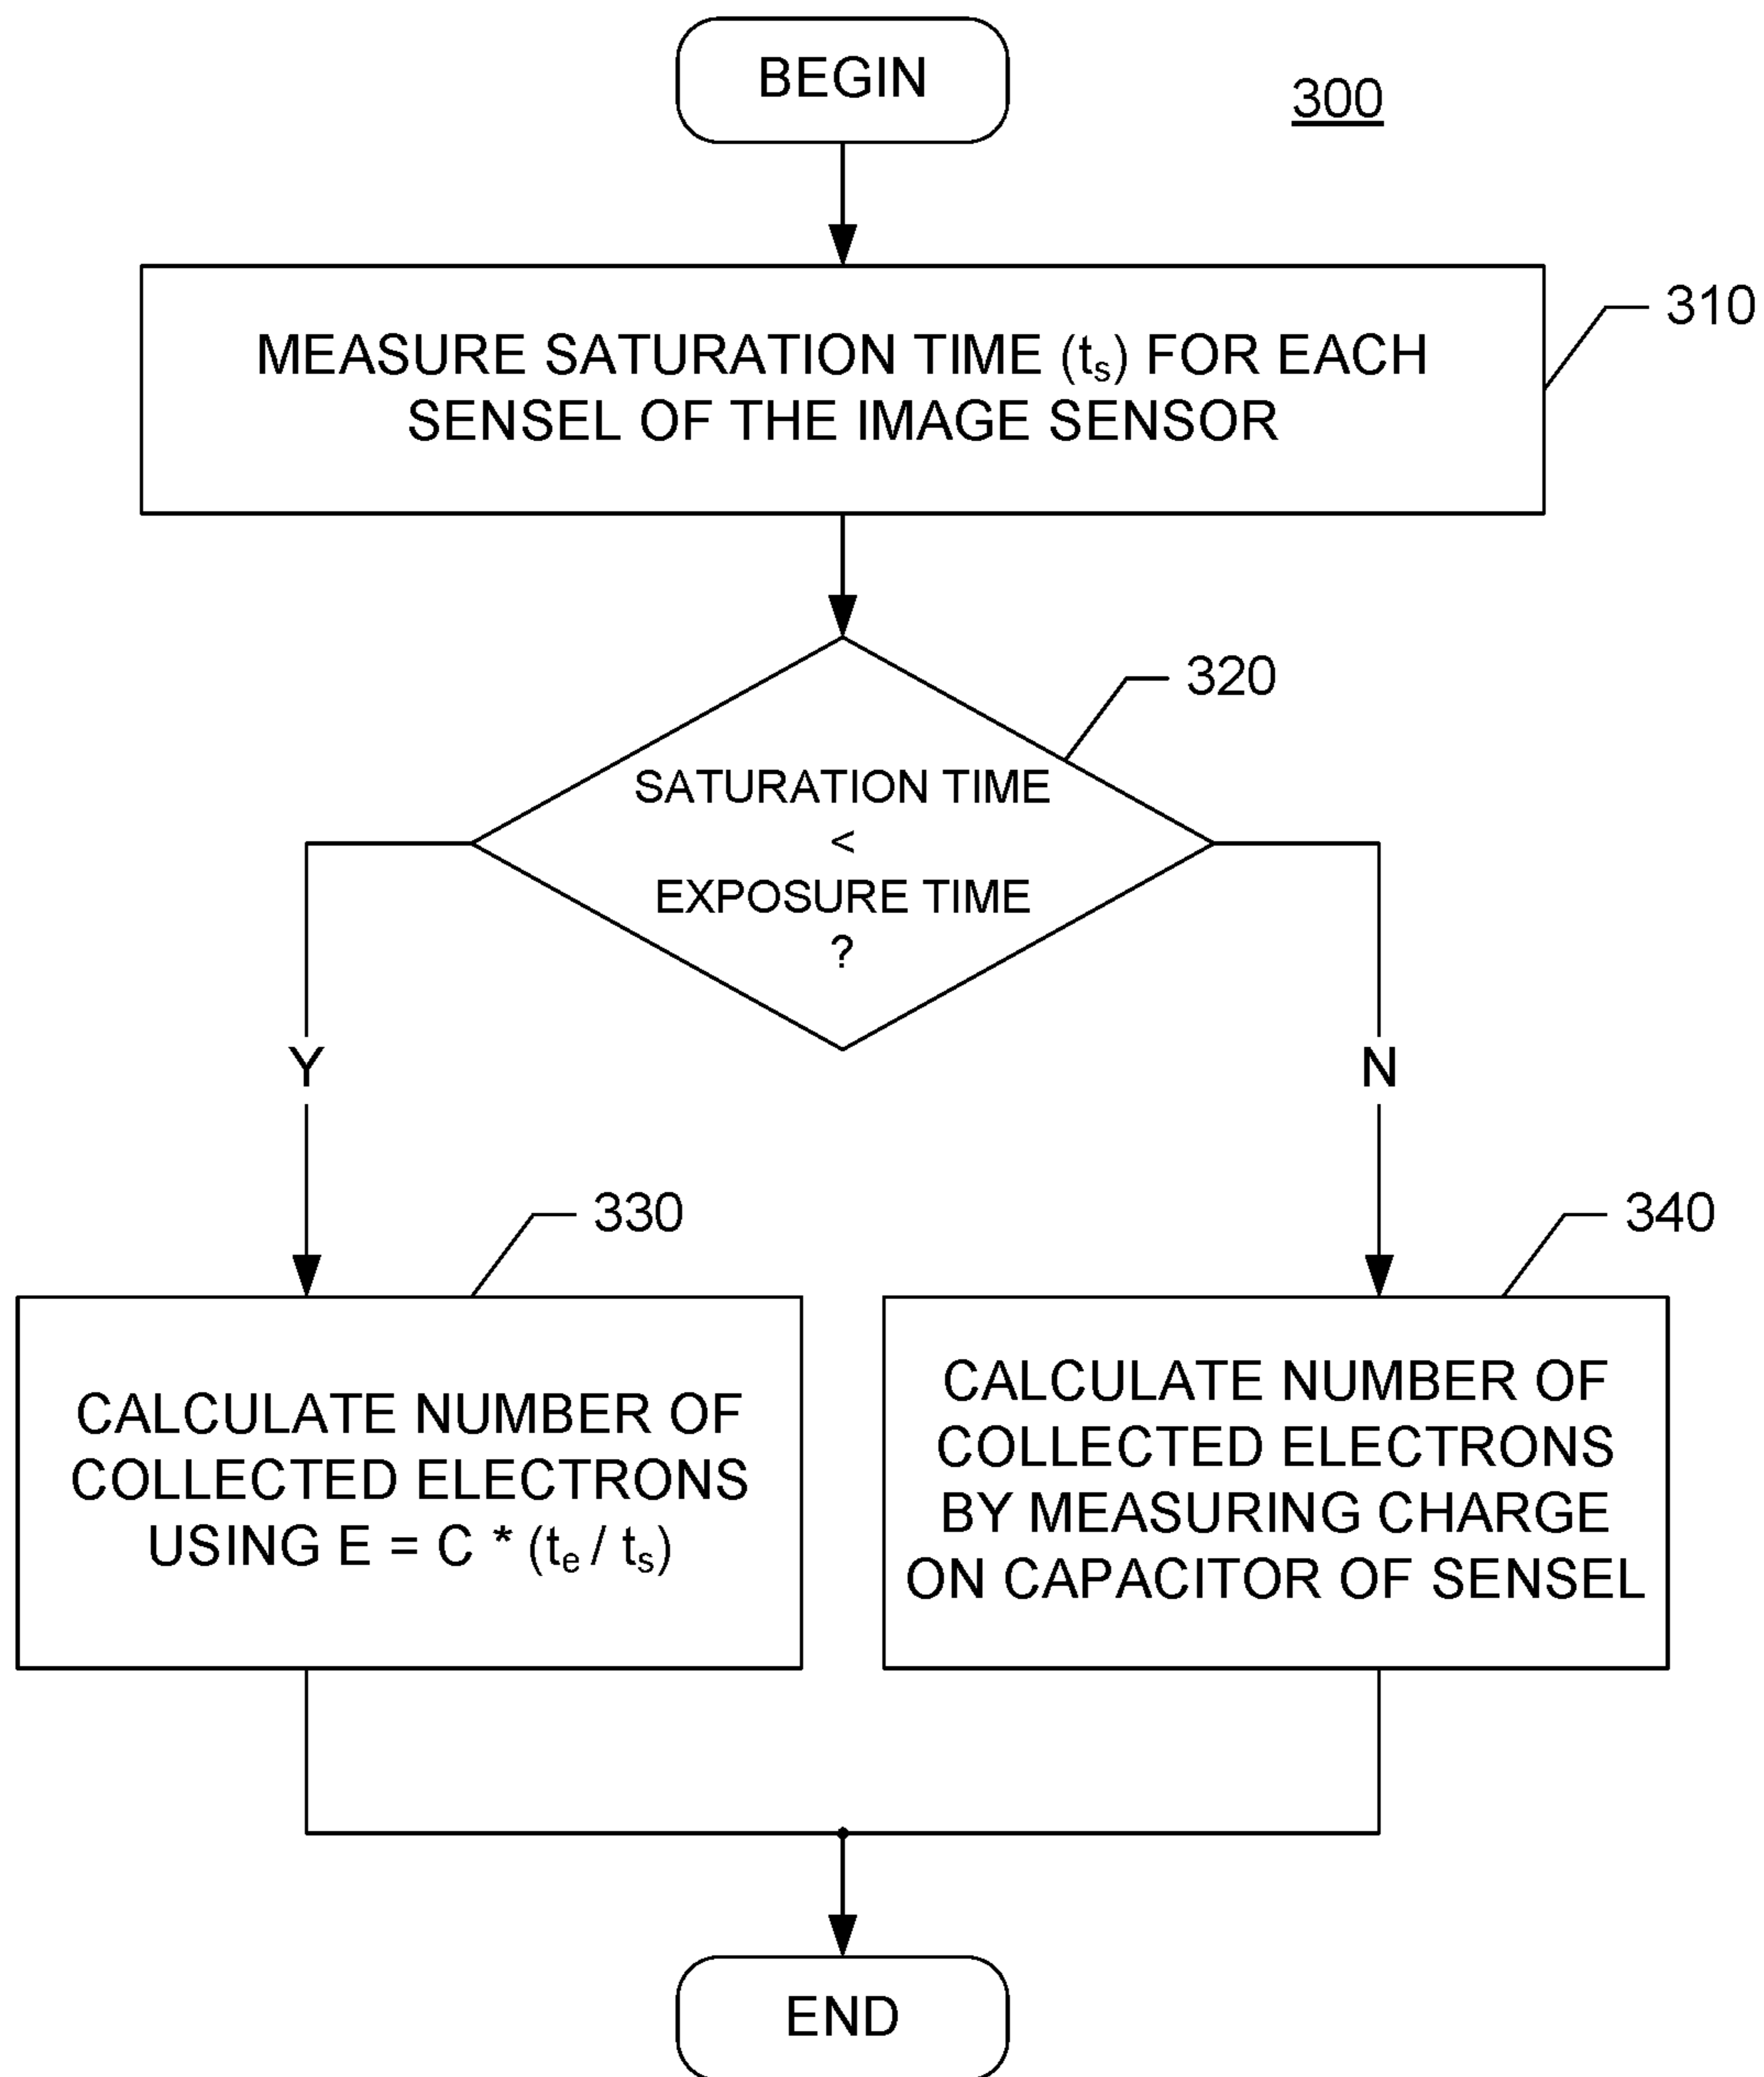 BEGIN
300
310
MEASURE SATURATION TIME (ts) FOR EACH
SENSEL OF THE IMAGE SENSOR
320
SATURATION TIME
<
EXPOSURE TIME
?
Y
N
330
340
CALCULATE NUMBER OF
COLLECTED ELECTRONS
USING E = C * (te / ts)
CALCULATE NUMBER OF
COLLECTED ELECTRONS
BY MEASURING CHARGE
ON CAPACITOR OF SENSEL
END